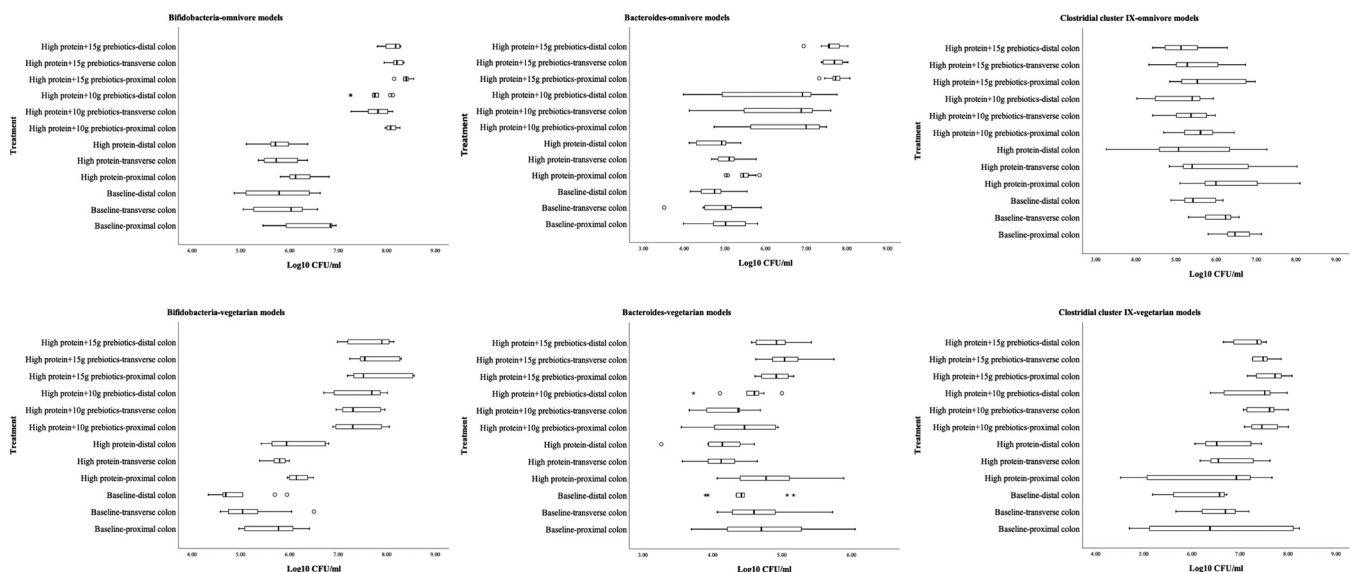 Bifidobacteria-omnivore models
High protein+15g prebiotics-distal colon
High protein+15g prebiotics-transverse colon
High protein+15g prebiotics-proximal colon
High protein+10g prebiotics-distal colon
High protein+10g prebiotics-transverse colon
High protein+10g prebiotics-proximal colon
High protein-distal colon
High protein-transverse colon
High protein-proximal colon
Baseline-distal colon
Baseline-transverse colon
Baseline-proximal colon
Treatment
5.00 6.00 7.00 8.00 9.00
Log10 CFU/ml
Bacteroides-omnivore models
High protein+15g prebiotics-distal colon
High protein+15g prebiotics-transverse colon
High protein+15g prebiotics-proximal colon
High protein+10g prebiotics-distal colon
High protein+10g prebiotics-transverse colon
High protein+10g prebiotics-proximal colon
High protein-distal colon
High protein-transverse colon
High protein-proximal colon
Baseline-distal colon
Baseline-transverse colon
Baseline-proximal colon
Treatment
3.00 4.00 5.00 6.00 7.00 8.00 9.00
Log10 CFU/ml
Clostridial cluster IX-omnivore models
High protein+15g prebiotics-distal colon
High protein+15g prebiotics-transverse colon
High protein+15g prebiotics-proximal colon
High protein+10g prebiotics-distal colon
High protein+10g prebiotics-transverse colon
High protein+10g prebiotics-proximal colon
High protein-distal colon
High protein-transverse colon
High protein-proximal colon
Baseline-distal colon
Baseline-transverse colon
Baseline-proximal colon
Treatment
3.00 4.00 5.00 6.00 7.00 8.00 9.00
Log10 CFU/ml
Bifidobacteria-vegetarian models
High protein+15g prebiotics-distal colon
High protein+15g prebiotics-transverse colon
High protein+15g prebiotics-proximal colon
High protein+10g prebiotics-distal colon
High protein+10g prebiotics-transverse colon
High protein+10g prebiotics-proximal colon
High protein-distal colon
High protein-transverse colon
High protein-proximal colon
Baseline-distal colon
Baseline-transverse colon
Baseline-proximal colon
Treatment
4.00 5.00 6.00 7.00 8.00 9.00
Log10 CFU/ml
Bacteroides-vegetarian models
High protein+15g prebiotics-distal colon
High protein+15g prebiotics-transverse colon
High protein+15g prebiotics-proximal colon
High protein+10g prebiotics-distal colon
High protein+10g prebiotics-transverse colon
High protein+10g prebiotics-proximal colon
High protein-distal colon
High protein-transverse colon
High protein-proximal colon
Baseline-distal colon
Baseline-transverse colon
Baseline-proximal colon
Treatment
3.00 4.00 5.00 6.00
Log10 CFU/ml
Clostridial cluster IX-vegetarian models
High protein+15g prebiotics-distal colon
High protein+15g prebiotics-transverse colon
High protein+15g prebiotics-proximal colon
High protein+10g prebiotics-distal colon
High protein+10g prebiotics-transverse colon
High protein+10g prebiotics-proximal colon
High protein-distal colon
High protein-transverse colon
High protein-proximal colon
Baseline-distal colon
Baseline-transverse colon
Baseline-proximal colon
Treatment
4.00 5.00 6.00 7.00 8.00 9.00
Log10 CFU/ml